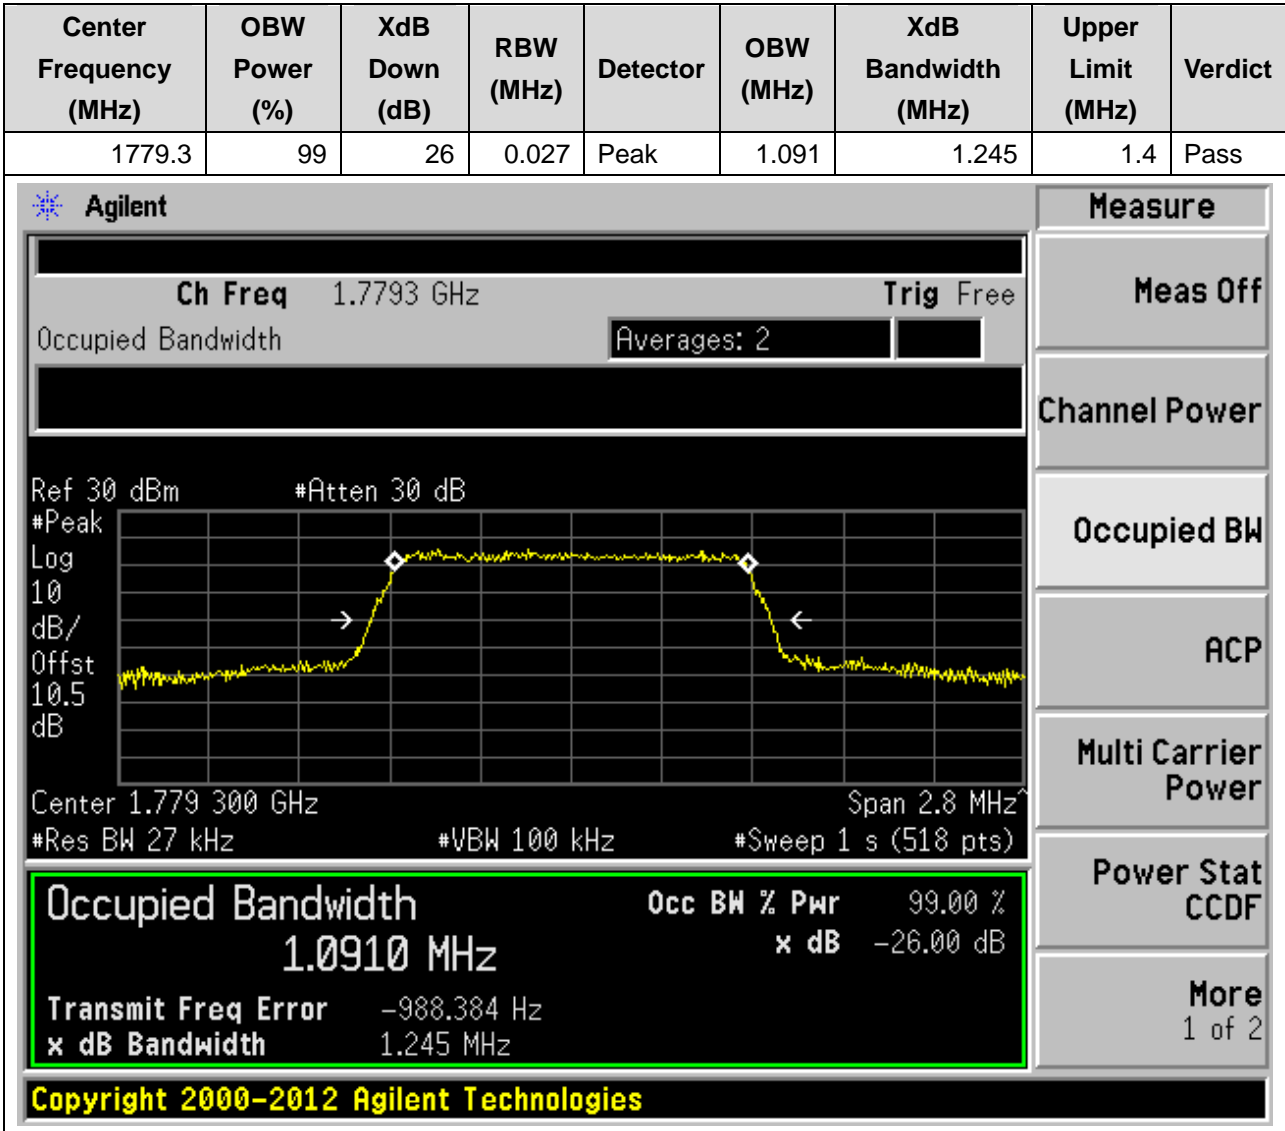 Center Frequency (MHz) OBW Power (%) XdB Down (dB) RBW (MHz) Detector OBW (MHz) XdB Bandwidth (MHz) Upper Limit (MHz) Verdict
1779.3 99 26 0.027 Peak 1.091 1.245 1.4 Pass
Agilent
Measure
Ch Freq 1.7793 GHz Trig Free
Meas Off
Occupied Bandwidth Averages: 2
Channel Power
Ref 30 dBm #Atten 30 dB
#Peak
Log
10
dB/
Offst
10.5
dB
Occupied BW
ACP
Multi Carrier
Power
Center 1.779 300 GHz Span 2.8 MHz^
#Res BW 27 kHz #VBW 100 kHz #Sweep 1 s (518 pts)
Power Stat
CCDF
Occupied Bandwidth Occ BW % Pwr 99.00 %
1.0910 MHz x dB -26.00 dB
Transmit Freq Error -988.384 Hz
x dB Bandwidth 1.245 MHz
More
1 of 2
Copyright 2000-2012 Agilent Technologies